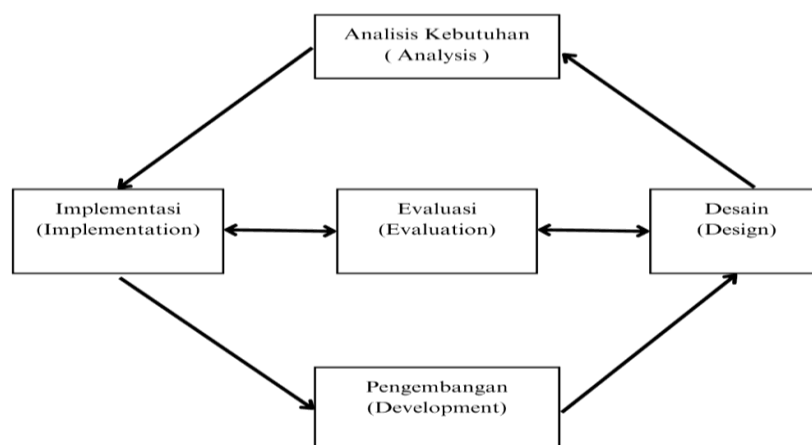 Analisis Kebutuhan
( Analysis )
Implementasi
(Implementation)
Evaluasi
(Evaluation)
Desain
(Design)
Pengembangan
(Development)